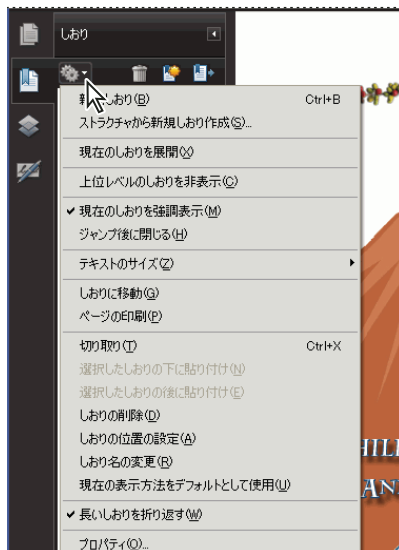 しおり
新 しおり(B) Ctrl+B
ストラクチャから新規しおり作成(S)...
現在のしおりを展開(X)
上位レベルのしおりを非表示(C)
現在のしおりを強調表示(M)
ジャンプ後に閉じる(H)
テキストのサイズ(Z)
しおりに移動(G)
ページの印刷(P)
切り取り(T) Ctrl+X
選択したしおりの下に貼り付け(N)
選択したしおりの後に貼り付け(E)
しおりの削除(D)
しおりの位置の設定(A)
しおり名の変更(R)
現在の表示方法をデフォルトとして使用(U)
長いしおりを折り返す(W)
プロパティ(O)...
HILL
AN